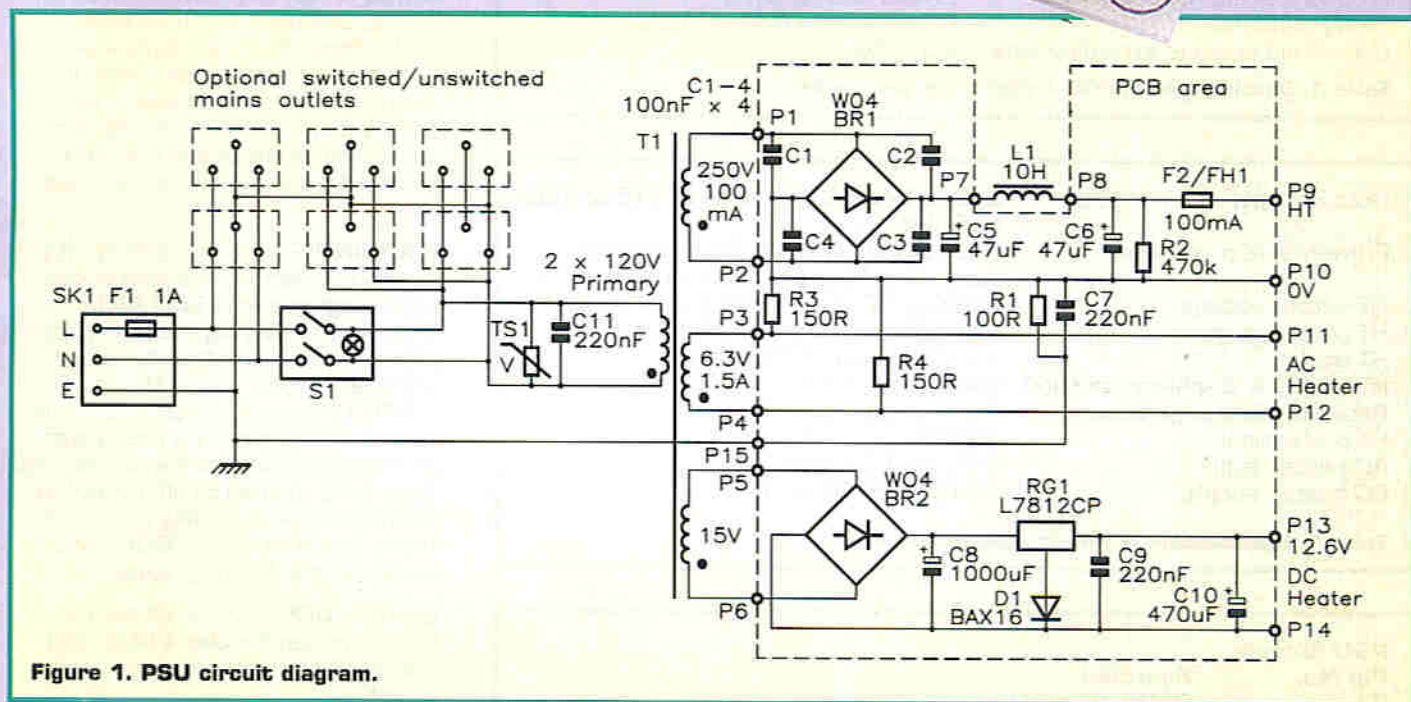 Optional switched/unswitched
mains outlets
C1-4
100nF x 4
PCB area
W04
BR1
P1
T1
C1
C2
250V
100
mA
P7
L1
10H
P8
F2/FH1
100mA
P9
HT
C4
C3
C5
47uF
C6
47uF
R2
470k
P2
P10
0V
2 x 120V
Primary
SK1 F1 1A
L
N
E
S1
TS1
V
C11
220nF
P3
R3
150R
R1
100R
C7
220nF
P11
AC
Heater
P12
6.3V
1.5A
R4
150R
P4
P15
P5
W04
BR2
RG1
L7812CP
P13
12.6V
DC
Heater
P14
15V
C8
1000uF
C9
220nF
D1
BAX16
C10
470uF
P6
Figure 1. PSU circuit diagram.